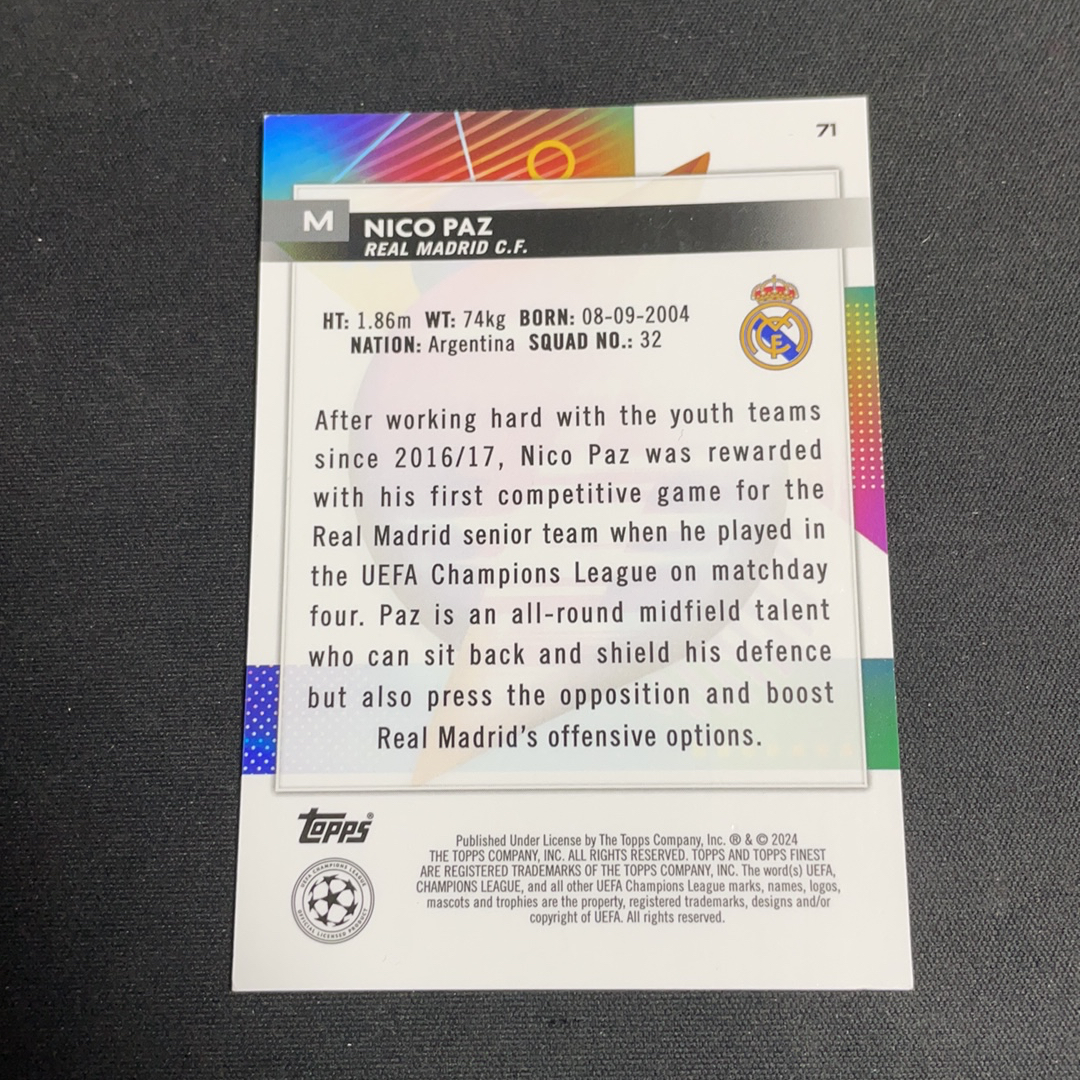 71
M
NICO PAZ
REAL MADRID C.F.
HT: 1.86m WT: 74kg BORN: 08-09-2004
NATION: Argentina SQUAD NO.: 32
After working hard with the youth teams
since 2016/17, Nico Paz was rewarded
with his first competitive game for the
Real Madrid senior team when he played in
the UEFA Champions League on matchday
four. Paz is an all-round midfield talent
who can sit back and shield his defence
but also press the opposition and boost
Real Madrid's offensive options.
Topps®
UEFA CHAMPIONS LEAGUE
OFFICIAL LICENSED PRODUCT
Published Under License by The Topps Company, Inc. ® & © 2024
THE TOPPS COMPANY, INC. ALL RIGHTS RESERVED. TOPPS AND TOPPS FINEST
ARE REGISTERED TRADEMARKS OF THE TOPPS COMPANY, INC. The word(s) UEFA,
CHAMPIONS LEAGUE, and all other UEFA Champions League marks, names, logos,
mascots and trophies are the property, registered trademarks, designs and/or
copyright of UEFA. All rights reserved.